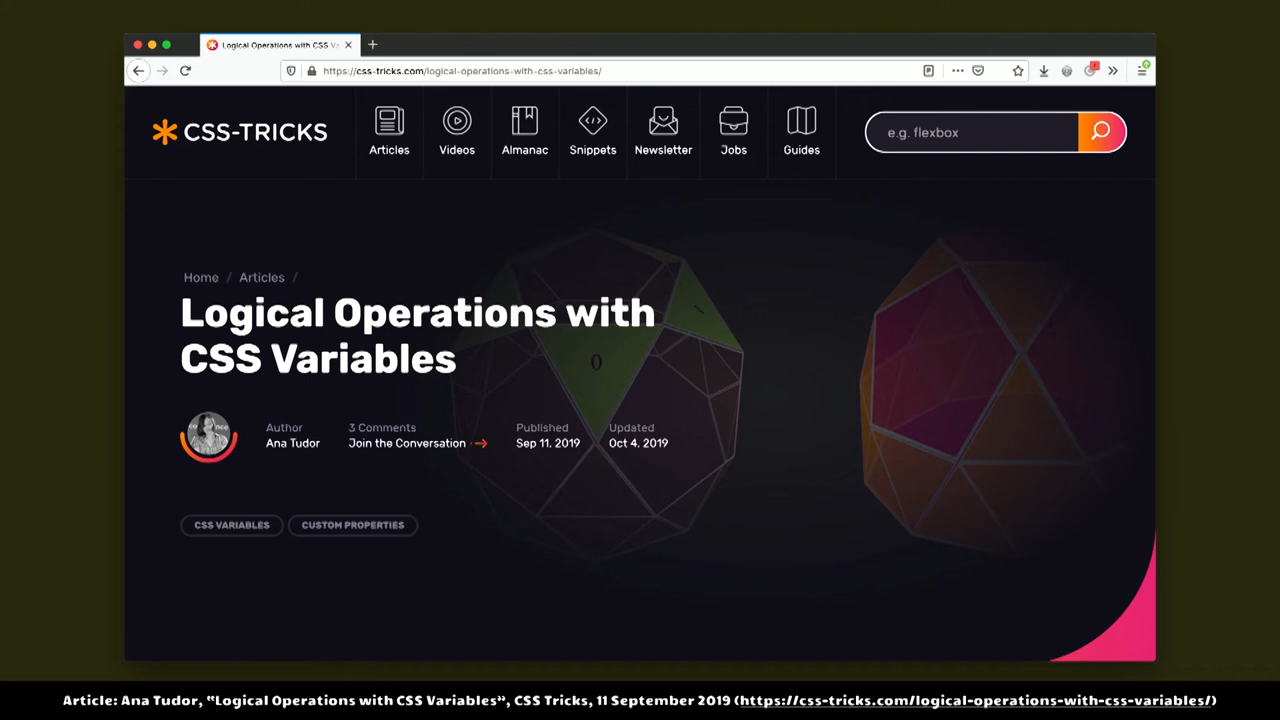 Logical Operations with CSS Va
https://css-tricks.com/logical-operations-with-css-variables/
CSS-TRICKS
Articles
Videos
Almanac
Snippets
Newsletter
Jobs
Guides
e.g. flexbox
Home / Articles /
Logical Operations with
CSS Variables
0
Author
Ana Tudor
3 Comments
Join the Conversation →
Published
Sep 11, 2019
Updated
Oct 4, 2019
CSS VARIABLES
CUSTOM PROPERTIES
Article: Ana Tudor, “Logical Operations with CSS Variables”, CSS Tricks, 11 September 2019 (https://css-tricks.com/logical-operations-with-css-variables/)